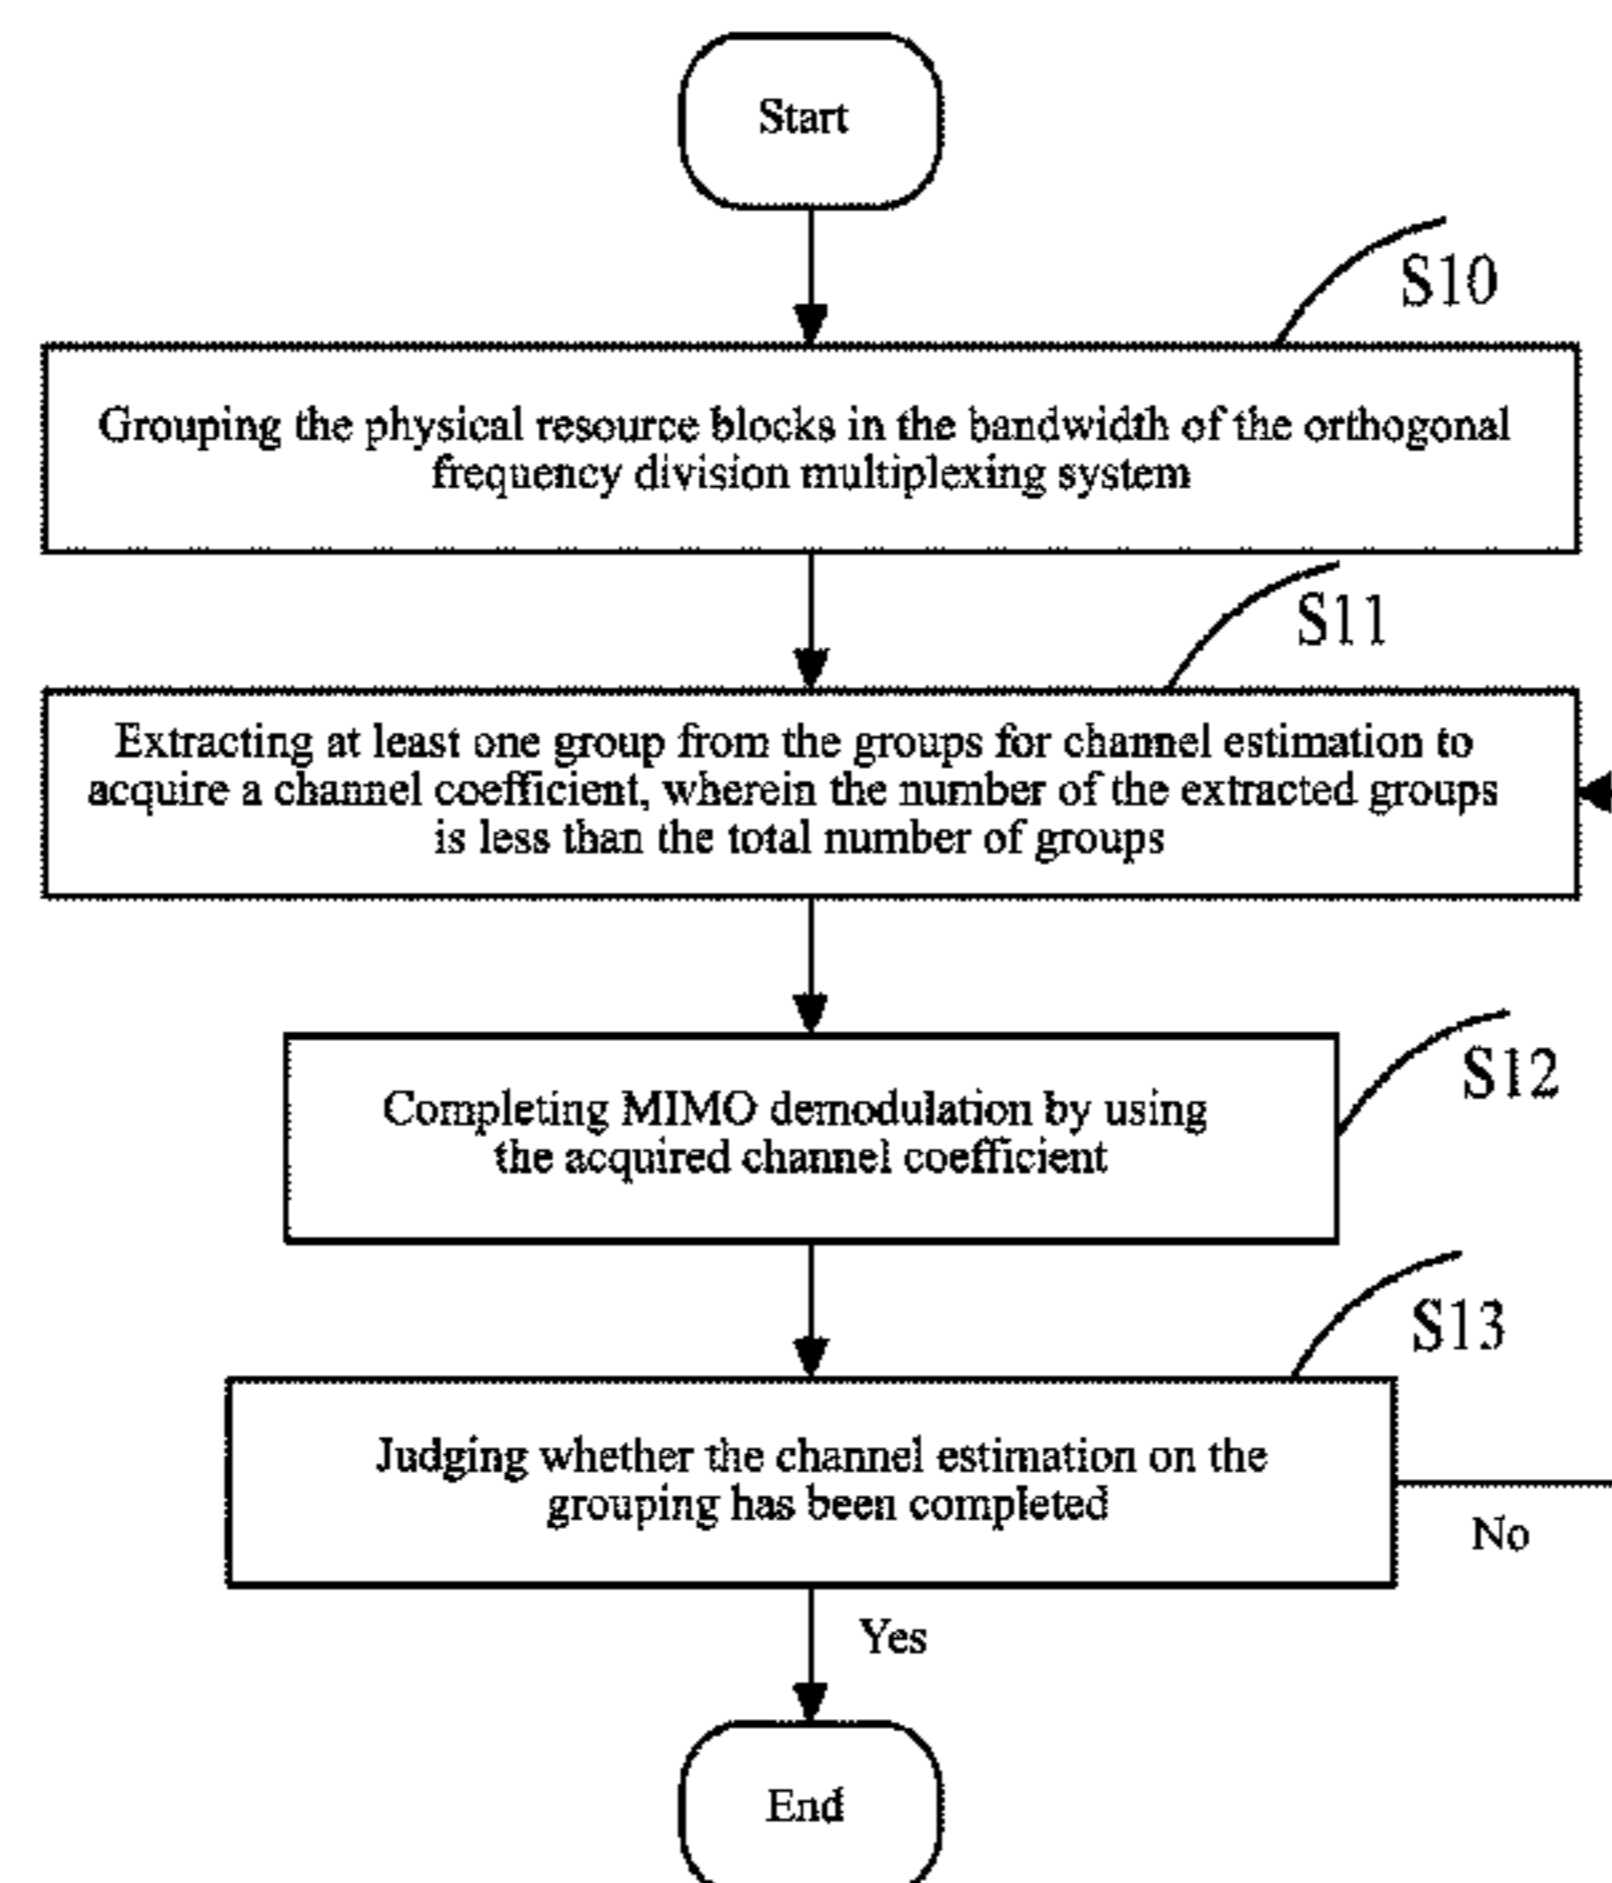 Start
S10
Grouping the physical resource blocks in the bandwidth of the orthogonal
frequency division multiplexing system
S11
Extracting at least one group from the groups for channel estimation to
acquire a channel coefficient, wherein the number of the extracted groups
is less than the total number of groups
S12
Completing MIMO demodulation by using
the acquired channel coefficient
S13
Judging whether the channel estimation on the
grouping has been completed
No
Yes
End